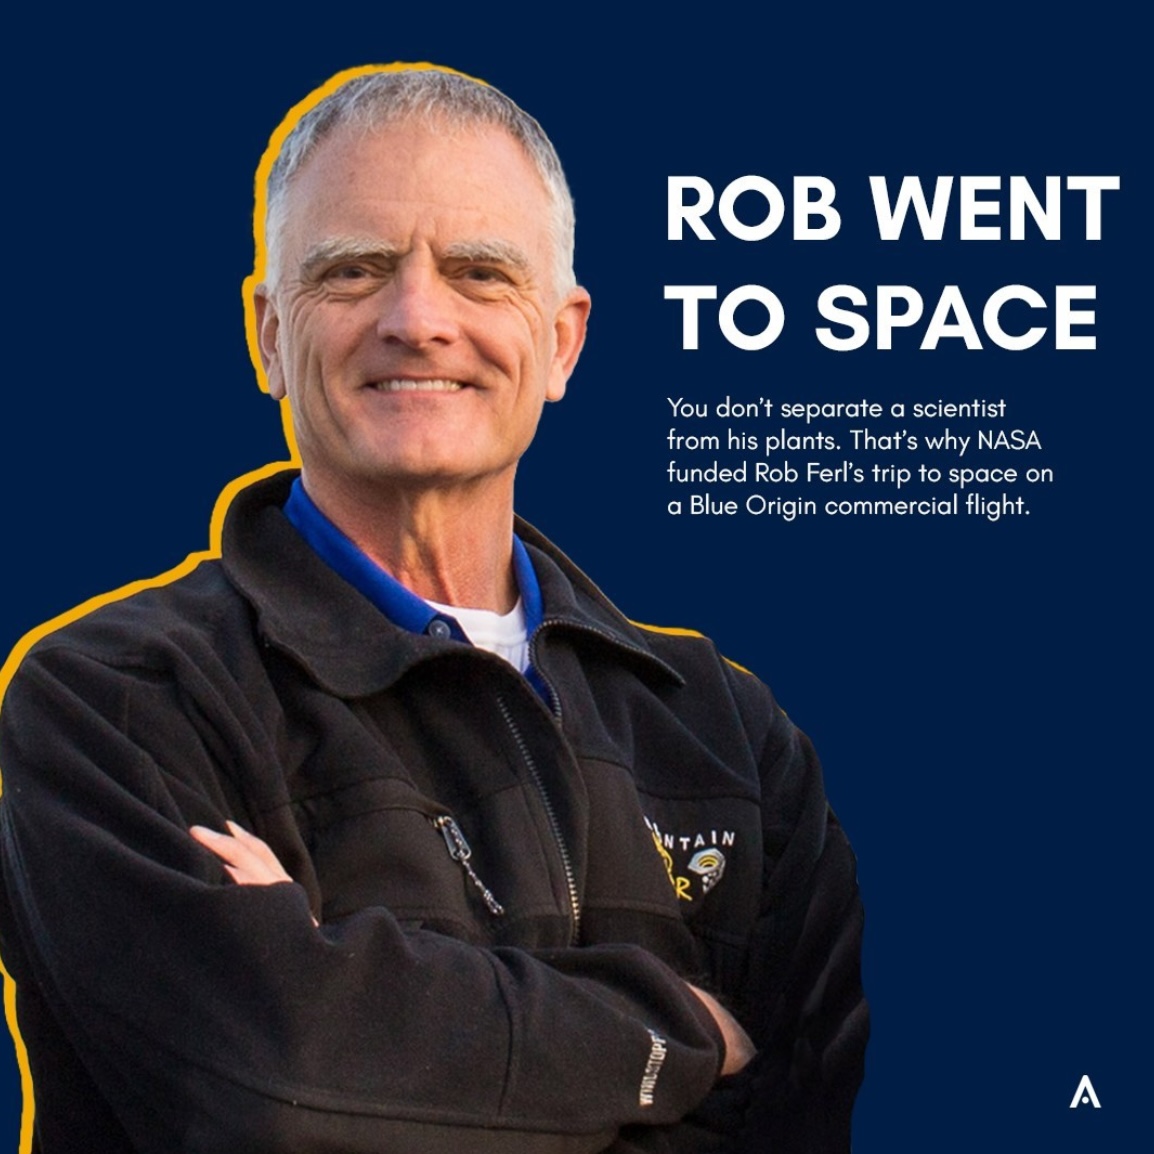 ROB WENT
TO SPACE
You don’t separate a scientist
from his plants. That’s why NASA
funded Rob Ferl’s trip to space on
a Blue Origin commercial flight.
NTAIN
R